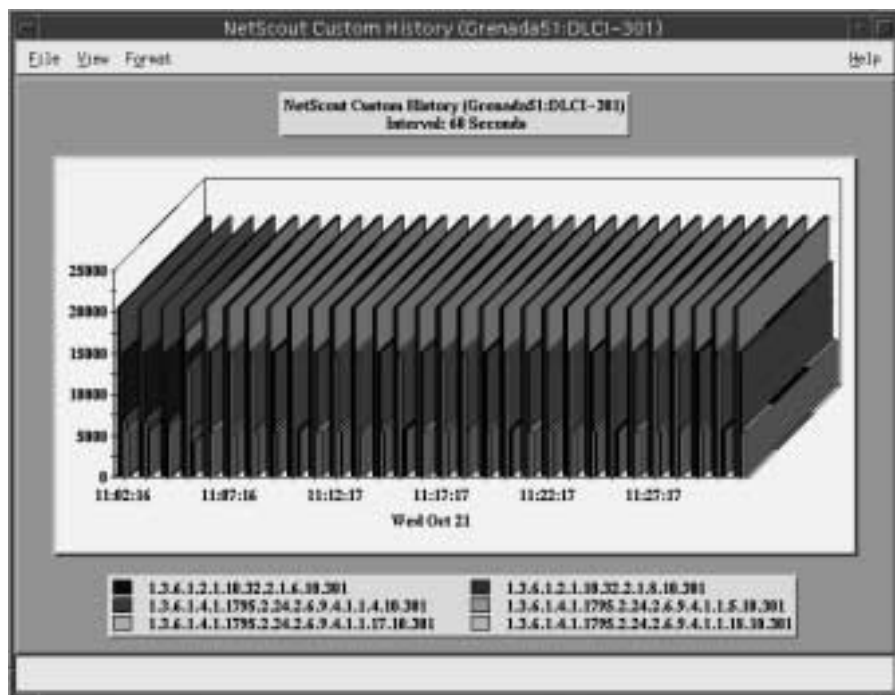 NetScout Custom History (Grenada51:DLCI-301)
File View Format Help
NetScout Custom History (Grenada51:DLCI-301)
Interval: 60 Seconds
25000
20000
15000
10000
5000
0
11:02:16 11:07:16 11:12:17 11:17:17 11:22:17 11:27:17
Wed Oct 21
1.3.6.1.2.1.10.32.2.1.6.10.301 1.3.6.1.2.1.10.32.2.1.8.10.301
1.3.6.1.4.1.1795.2.24.2.6.9.4.1.1.4.10.301 1.3.6.1.4.1.1795.2.24.2.6.9.4.1.1.5.10.301
1.3.6.1.4.1.1795.2.24.2.6.9.4.1.1.17.10.301 1.3.6.1.4.1.1795.2.24.2.6.9.4.1.1.18.10.301